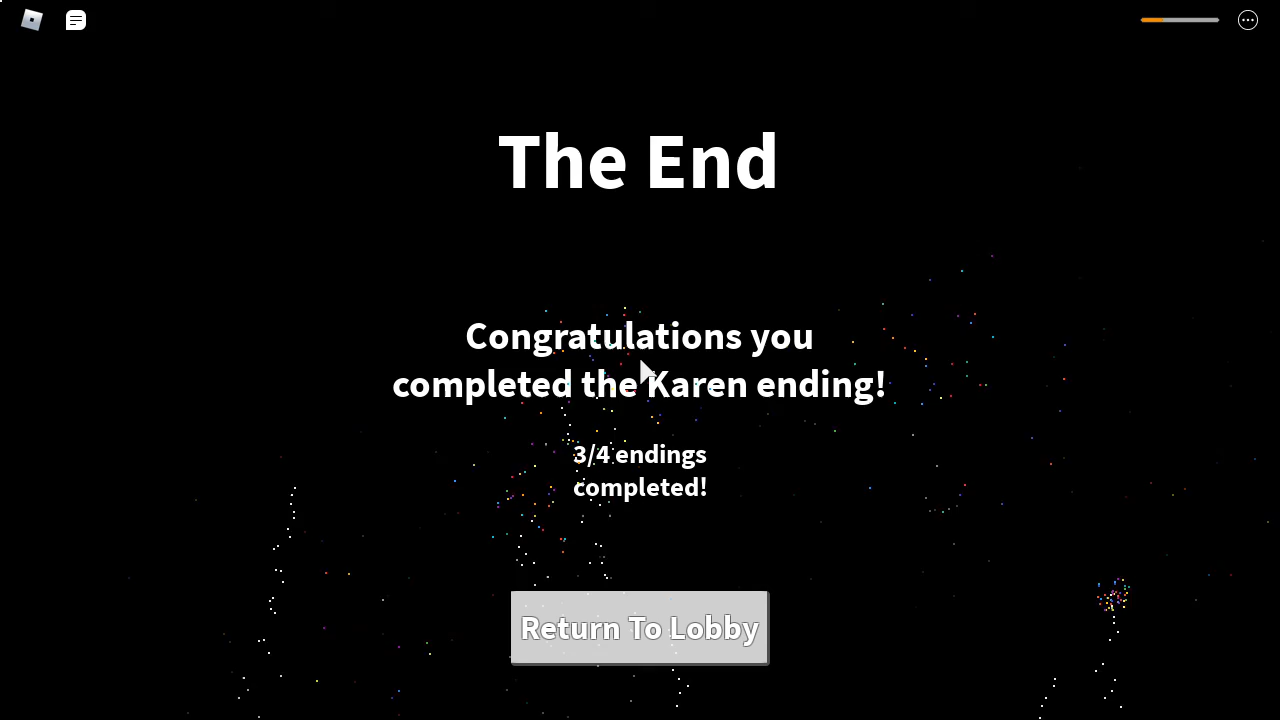 The End
Congratulations you
completed the Karen ending!
3/4 endings
completed!
Return To Lobby